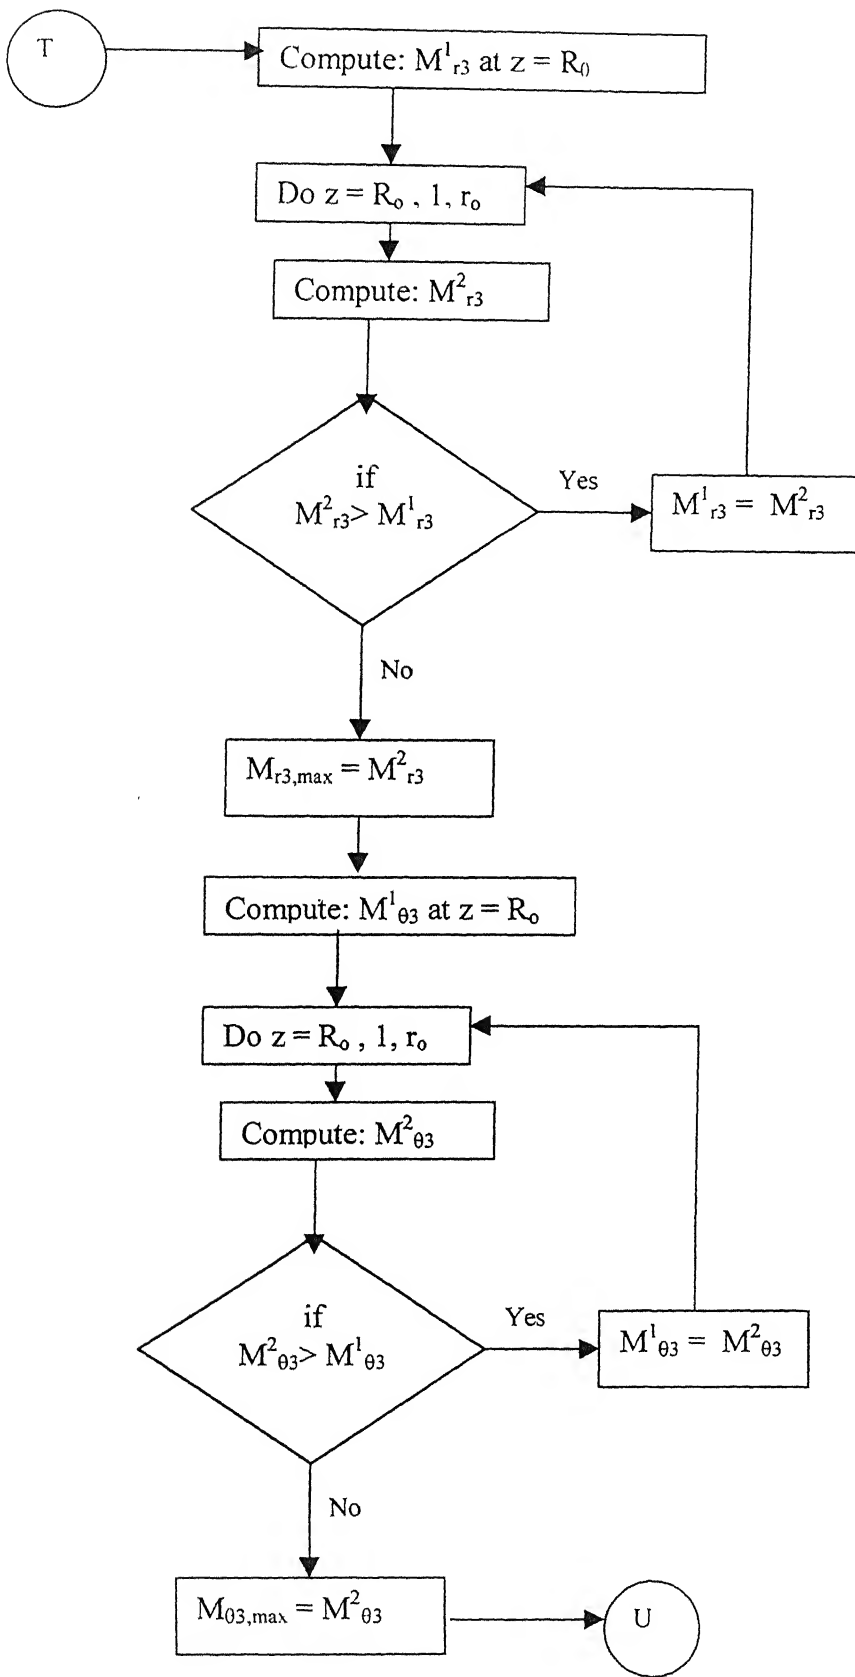 T
Compute: M¹r3 at z = R0
Do z = Ro , 1, ro
Compute: M²r3
if
M²r3> M¹r3
Yes
M¹r3 = M²r3
No
Mr3,max = M²r3
Compute: M¹θ3 at z = Ro
Do z = Ro , 1, ro
Compute: M²θ3
if
M²θ3> M¹θ3
Yes
M¹θ3 = M²θ3
No
Mθ3,max = M²θ3
U